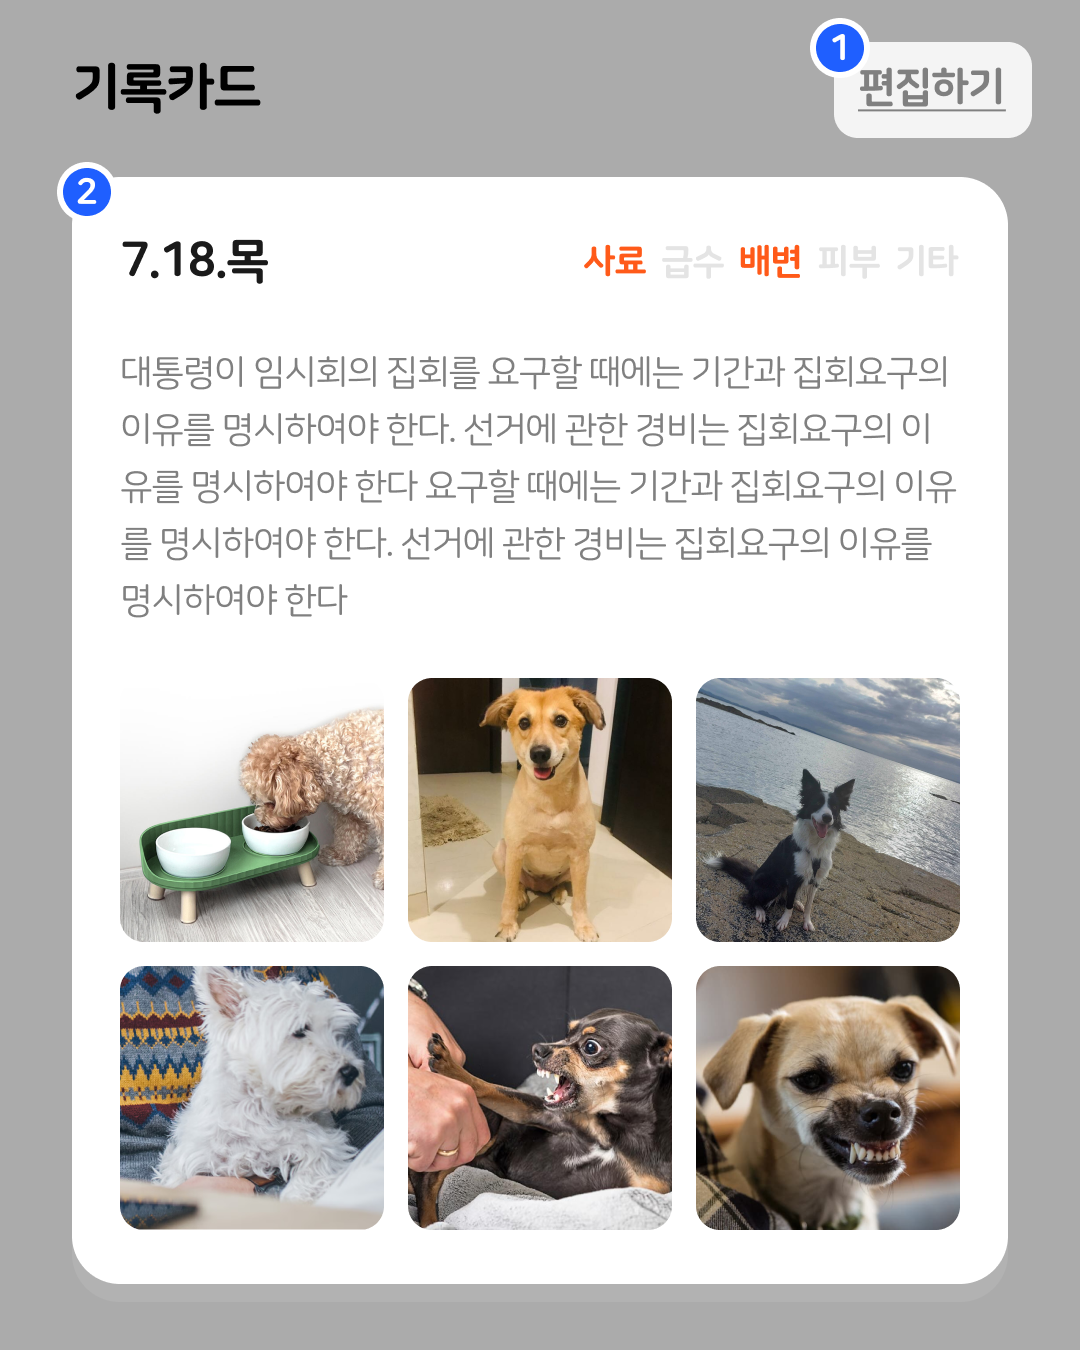 기록카드
1
편집하기
2
7.18.목
사료 급수 배변 피부 기타
대통령이 임시회의 집회를 요구할 때에는 기간과 집회요구의
이유를 명시하여야 한다. 선거에 관한 경비는 집회요구의 이
유를 명시하여야 한다 요구할 때에는 기간과 집회요구의 이유
를 명시하여야 한다. 선거에 관한 경비는 집회요구의 이유를
명시하여야 한다